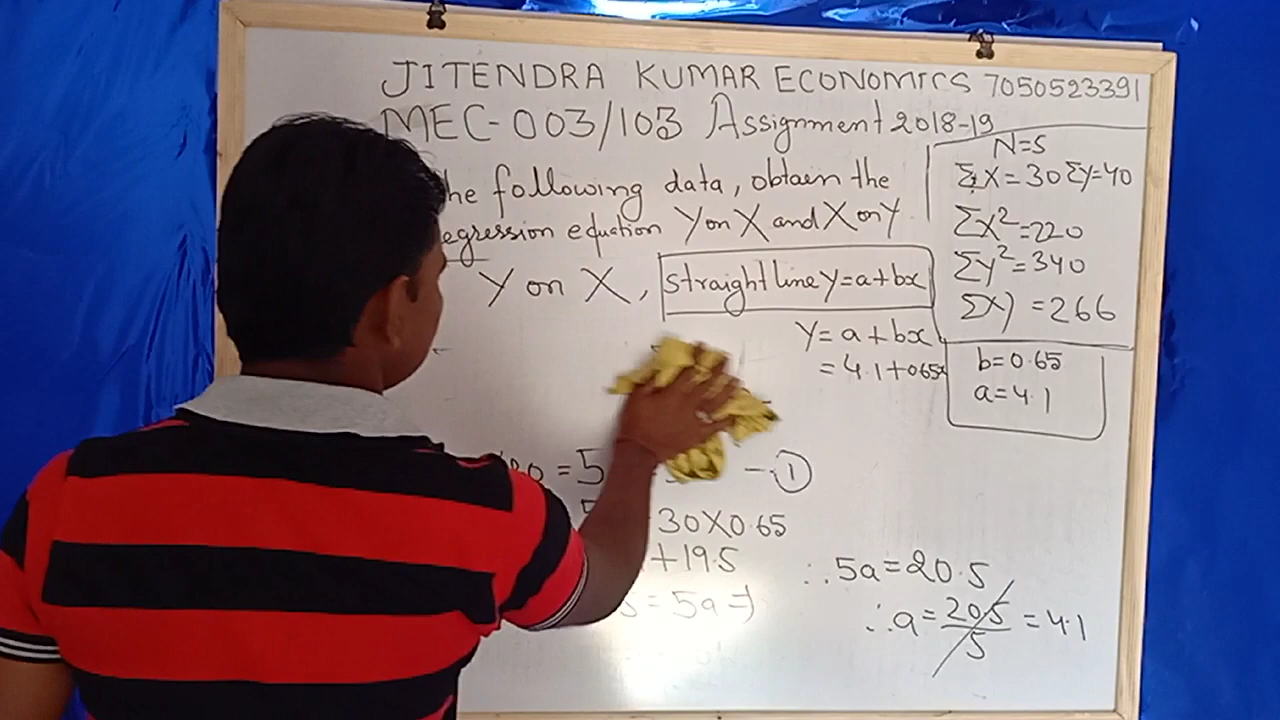 JITENDRA KUMAR ECONOMICS 7050523391
MEC-003/103 Assignment 2018-19
he following data, obtain the
egression equation Y on X and X on Y.
Y on X, straight line Y=a+bx
N=5
ΣX=30 Σy=40
ΣX²=220
Σy²=340
ΣXy=266
Y=a+bx
=4.1+0.65x
b=0.65
a=4.1
=5
-①
30X0.65
+19.5
5=5a⇒
∴5a=20.5
∴a=20.5/5=4.1